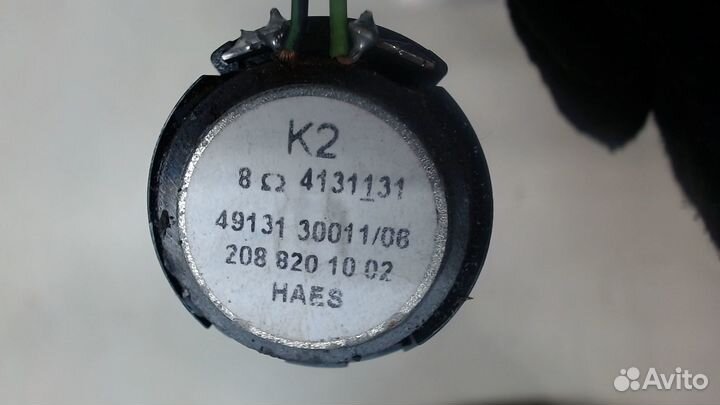 K2
8 Ω 4131131
49131 30011/06
208 820 10 02
HAES
Avito